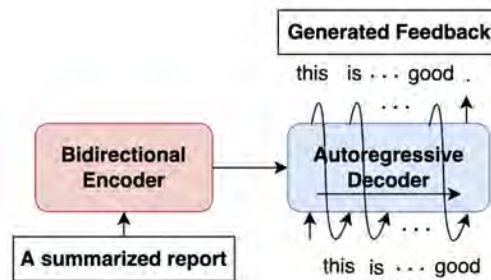 Generated Feedback
this is ... good .
...
Bidirectional
Encoder
Autoregressive
Decoder
...
A summarized report
this is ... good